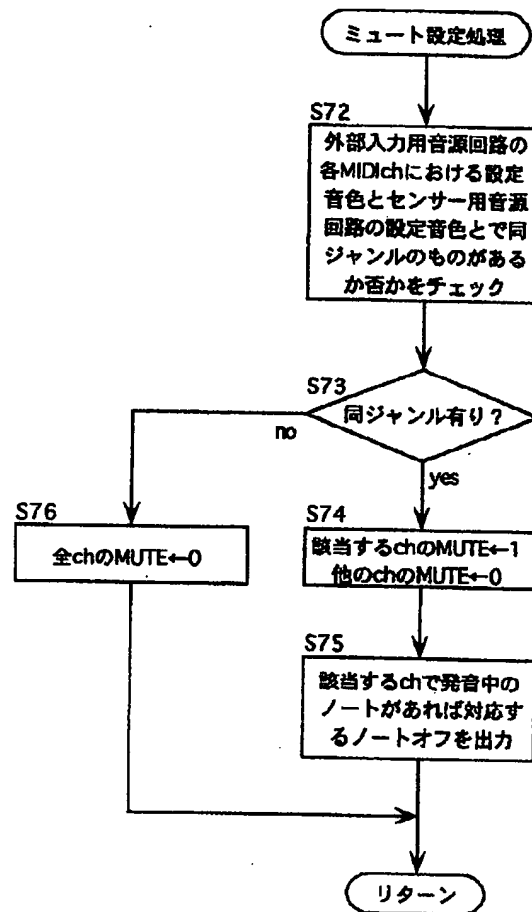 ミュート設定処理
S72
外部入力用音源回路の
各MIDIchにおける設定
音色とセンサー用音源
回路の設定音色とで同
ジャンルのものがある
か否かをチェック
S73
同ジャンル有り?
no
yes
S76
全chのMUTE←0
S74
該当するchのMUTE←1
他のchのMUTE←0
S75
該当するchで発音中の
ノートがあれば対応す
るノートオフを出力
リターン